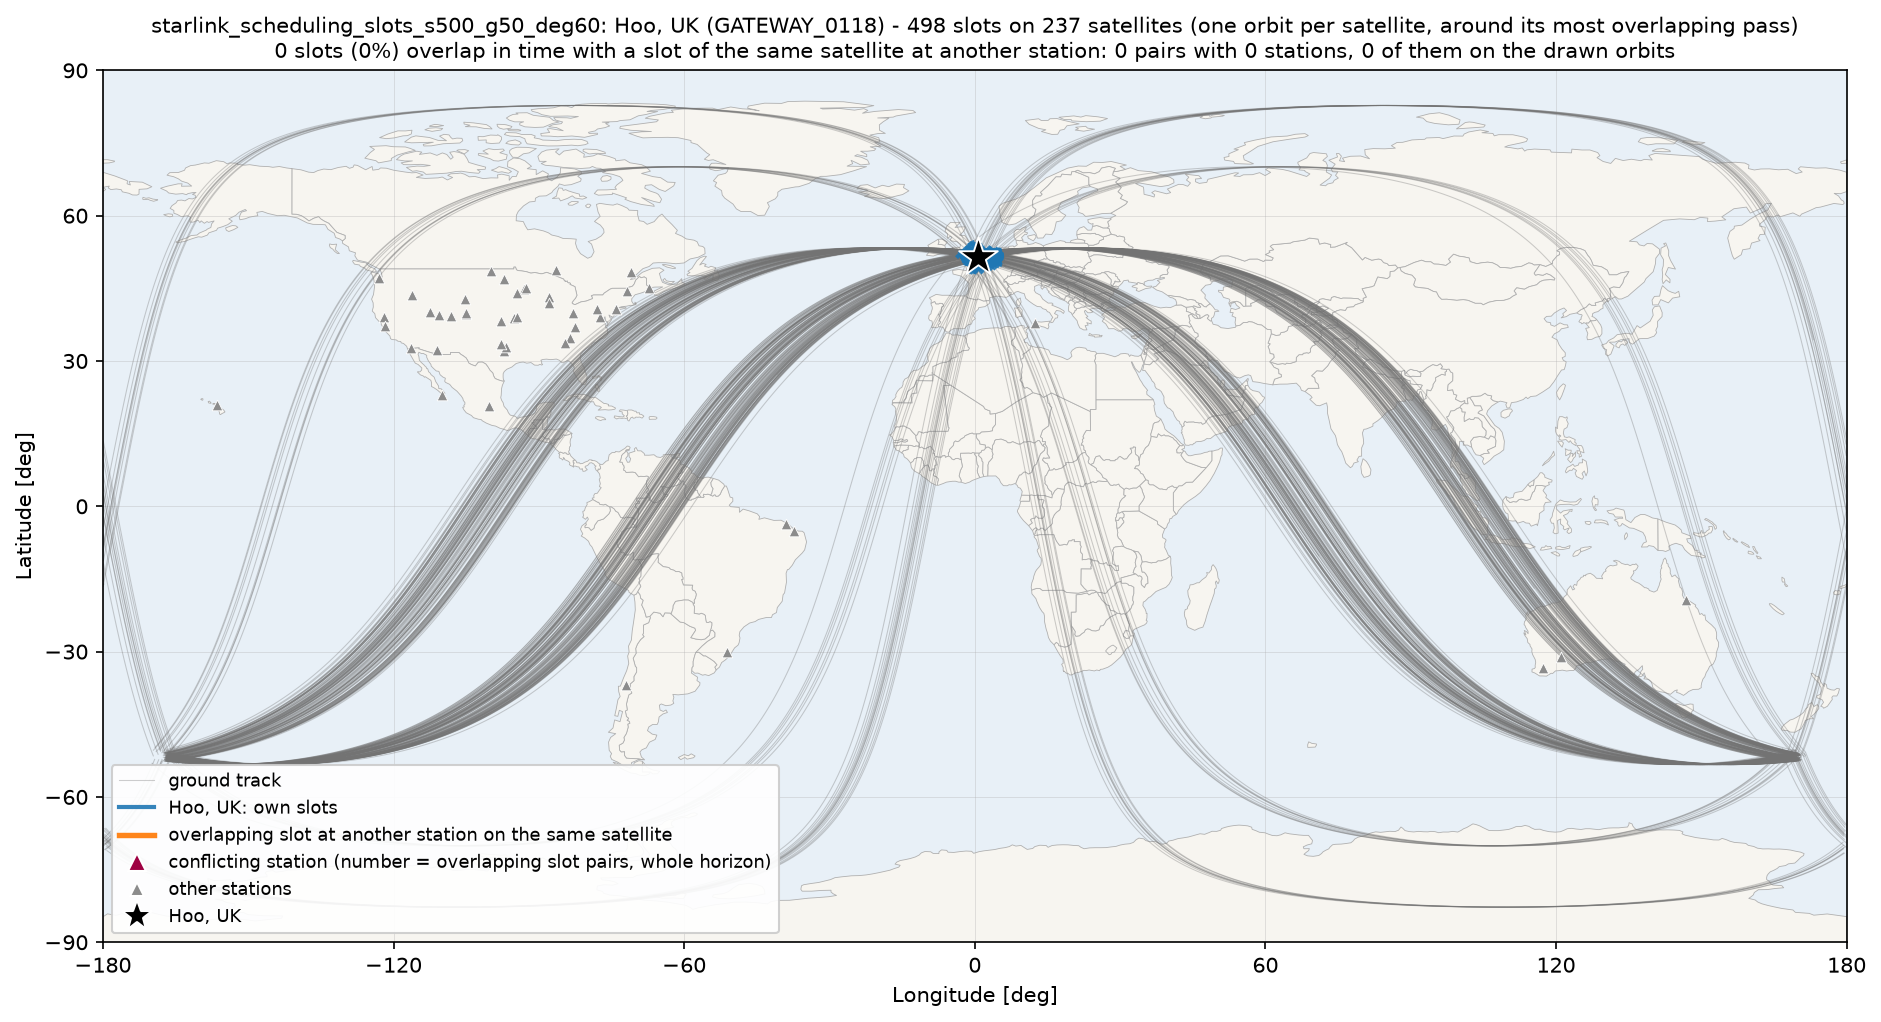 starlink_scheduling_slots_s500_g50_deg60: Hoo, UK (GATEWAY_0118) - 498 slots on 237 satellites (one orbit per satellite, around its most overlapping pass)
0 slots (0%) overlap in time with a slot of the same satellite at another station: 0 pairs with 0 stations, 0 of them on the drawn orbits
90
60
30
0
−30
−60
−90
Latitude [deg]
ground track
Hoo, UK: own slots
overlapping slot at another station on the same satellite
conflicting station (number = overlapping slot pairs, whole horizon)
other stations
Hoo, UK
−180
−120
−60
0
60
120
180
Longitude [deg]